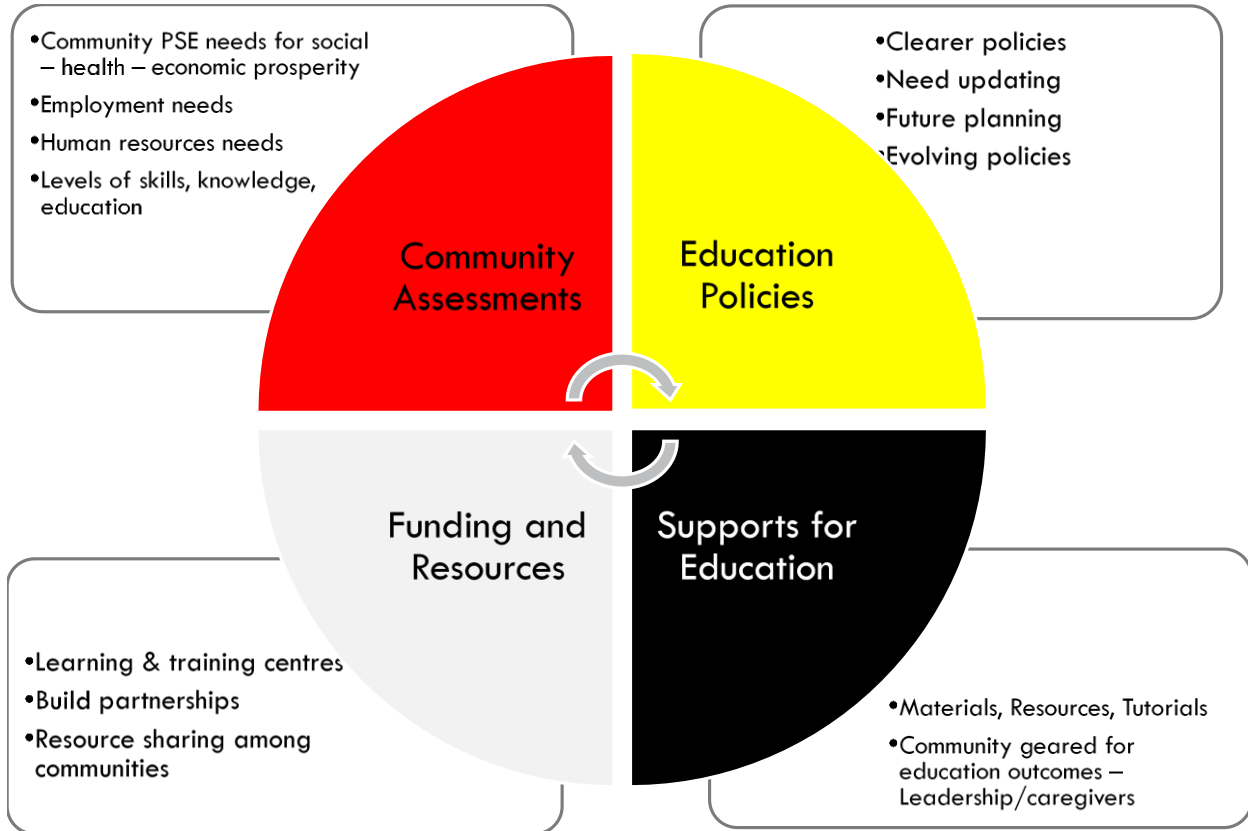 •Community PSE needs for social
– health – economic prosperity
•Employment needs
•Human resources needs
•Levels of skills, knowledge,
education
•Clearer policies
•Need updating
•Future planning
•Evolving policies
Community
Assessments
Education
Policies
Funding and
Resources
Supports for
Education
•Learning & training centres
•Build partnerships
•Resource sharing among
communities
•Materials, Resources, Tutorials
•Community geared for
education outcomes –
Leadership/caregivers